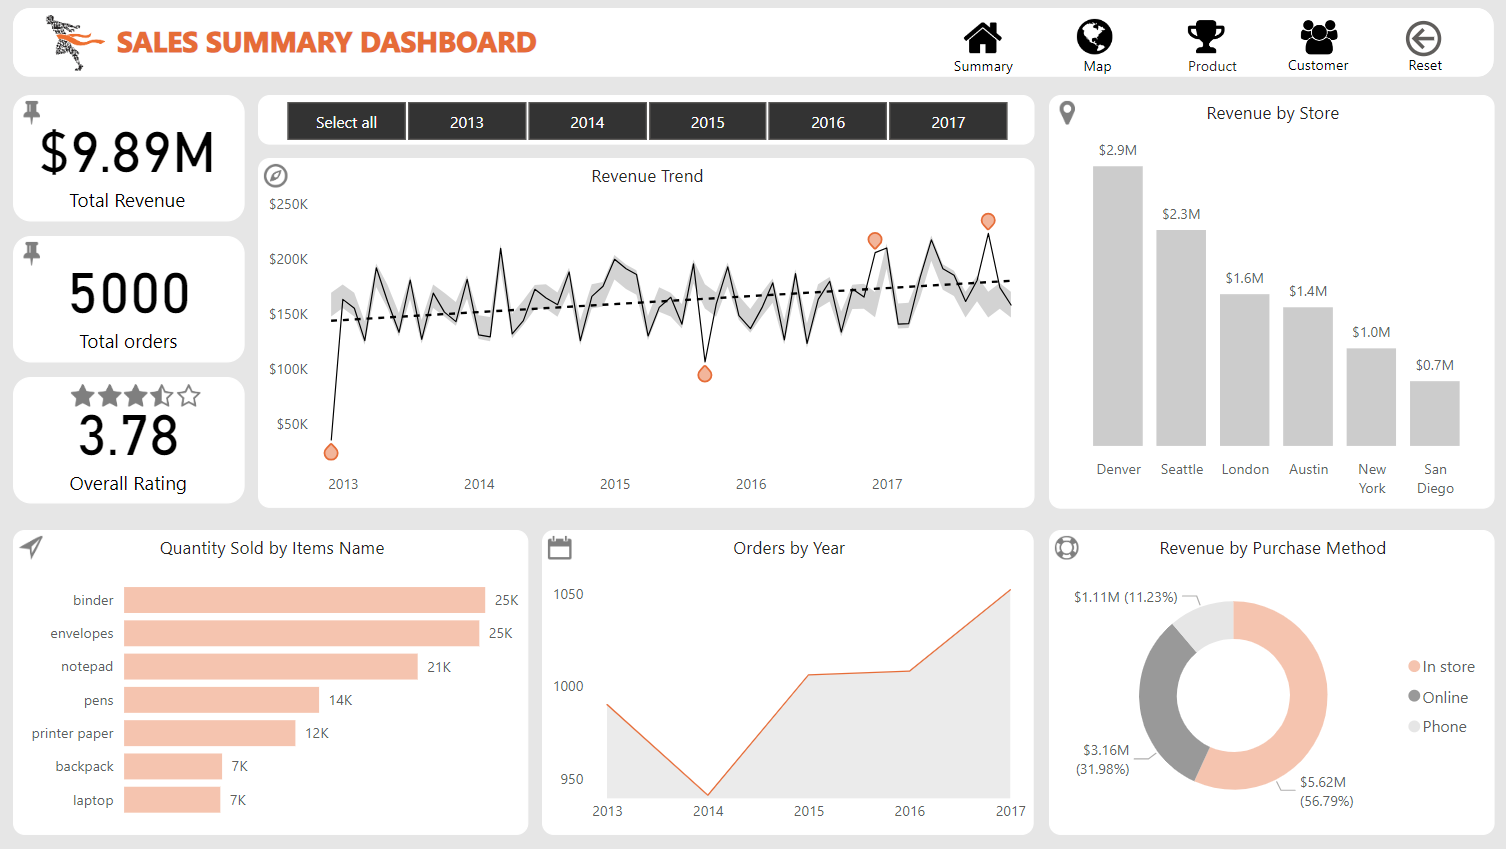 SALES SUMMARY DASHBOARD
Summary
Map
Product
Customer
Reset
$9.89M
Total Revenue
5000
Total orders
3.78
Overall Rating
Select all
2013
2014
2015
2016
2017
Revenue Trend
$250K
$200K
$150K
$100K
$50K
2013
2014
2015
2016
2017
Revenue by Store
$2.9M
$2.3M
$1.6M
$1.4M
$1.0M
$0.7M
Denver
Seattle
London
Austin
New
York
San
Diego
Quantity Sold by Items Name
binder
25K
envelopes
25K
notepad
21K
pens
14K
printer paper
12K
backpack
7K
laptop
7K
Orders by Year
1050
1000
950
2013
2014
2015
2016
2017
Revenue by Purchase Method
$1.11M (11.23%)
$3.16M
(31.98%)
$5.62M
(56.79%)
In store
Online
Phone